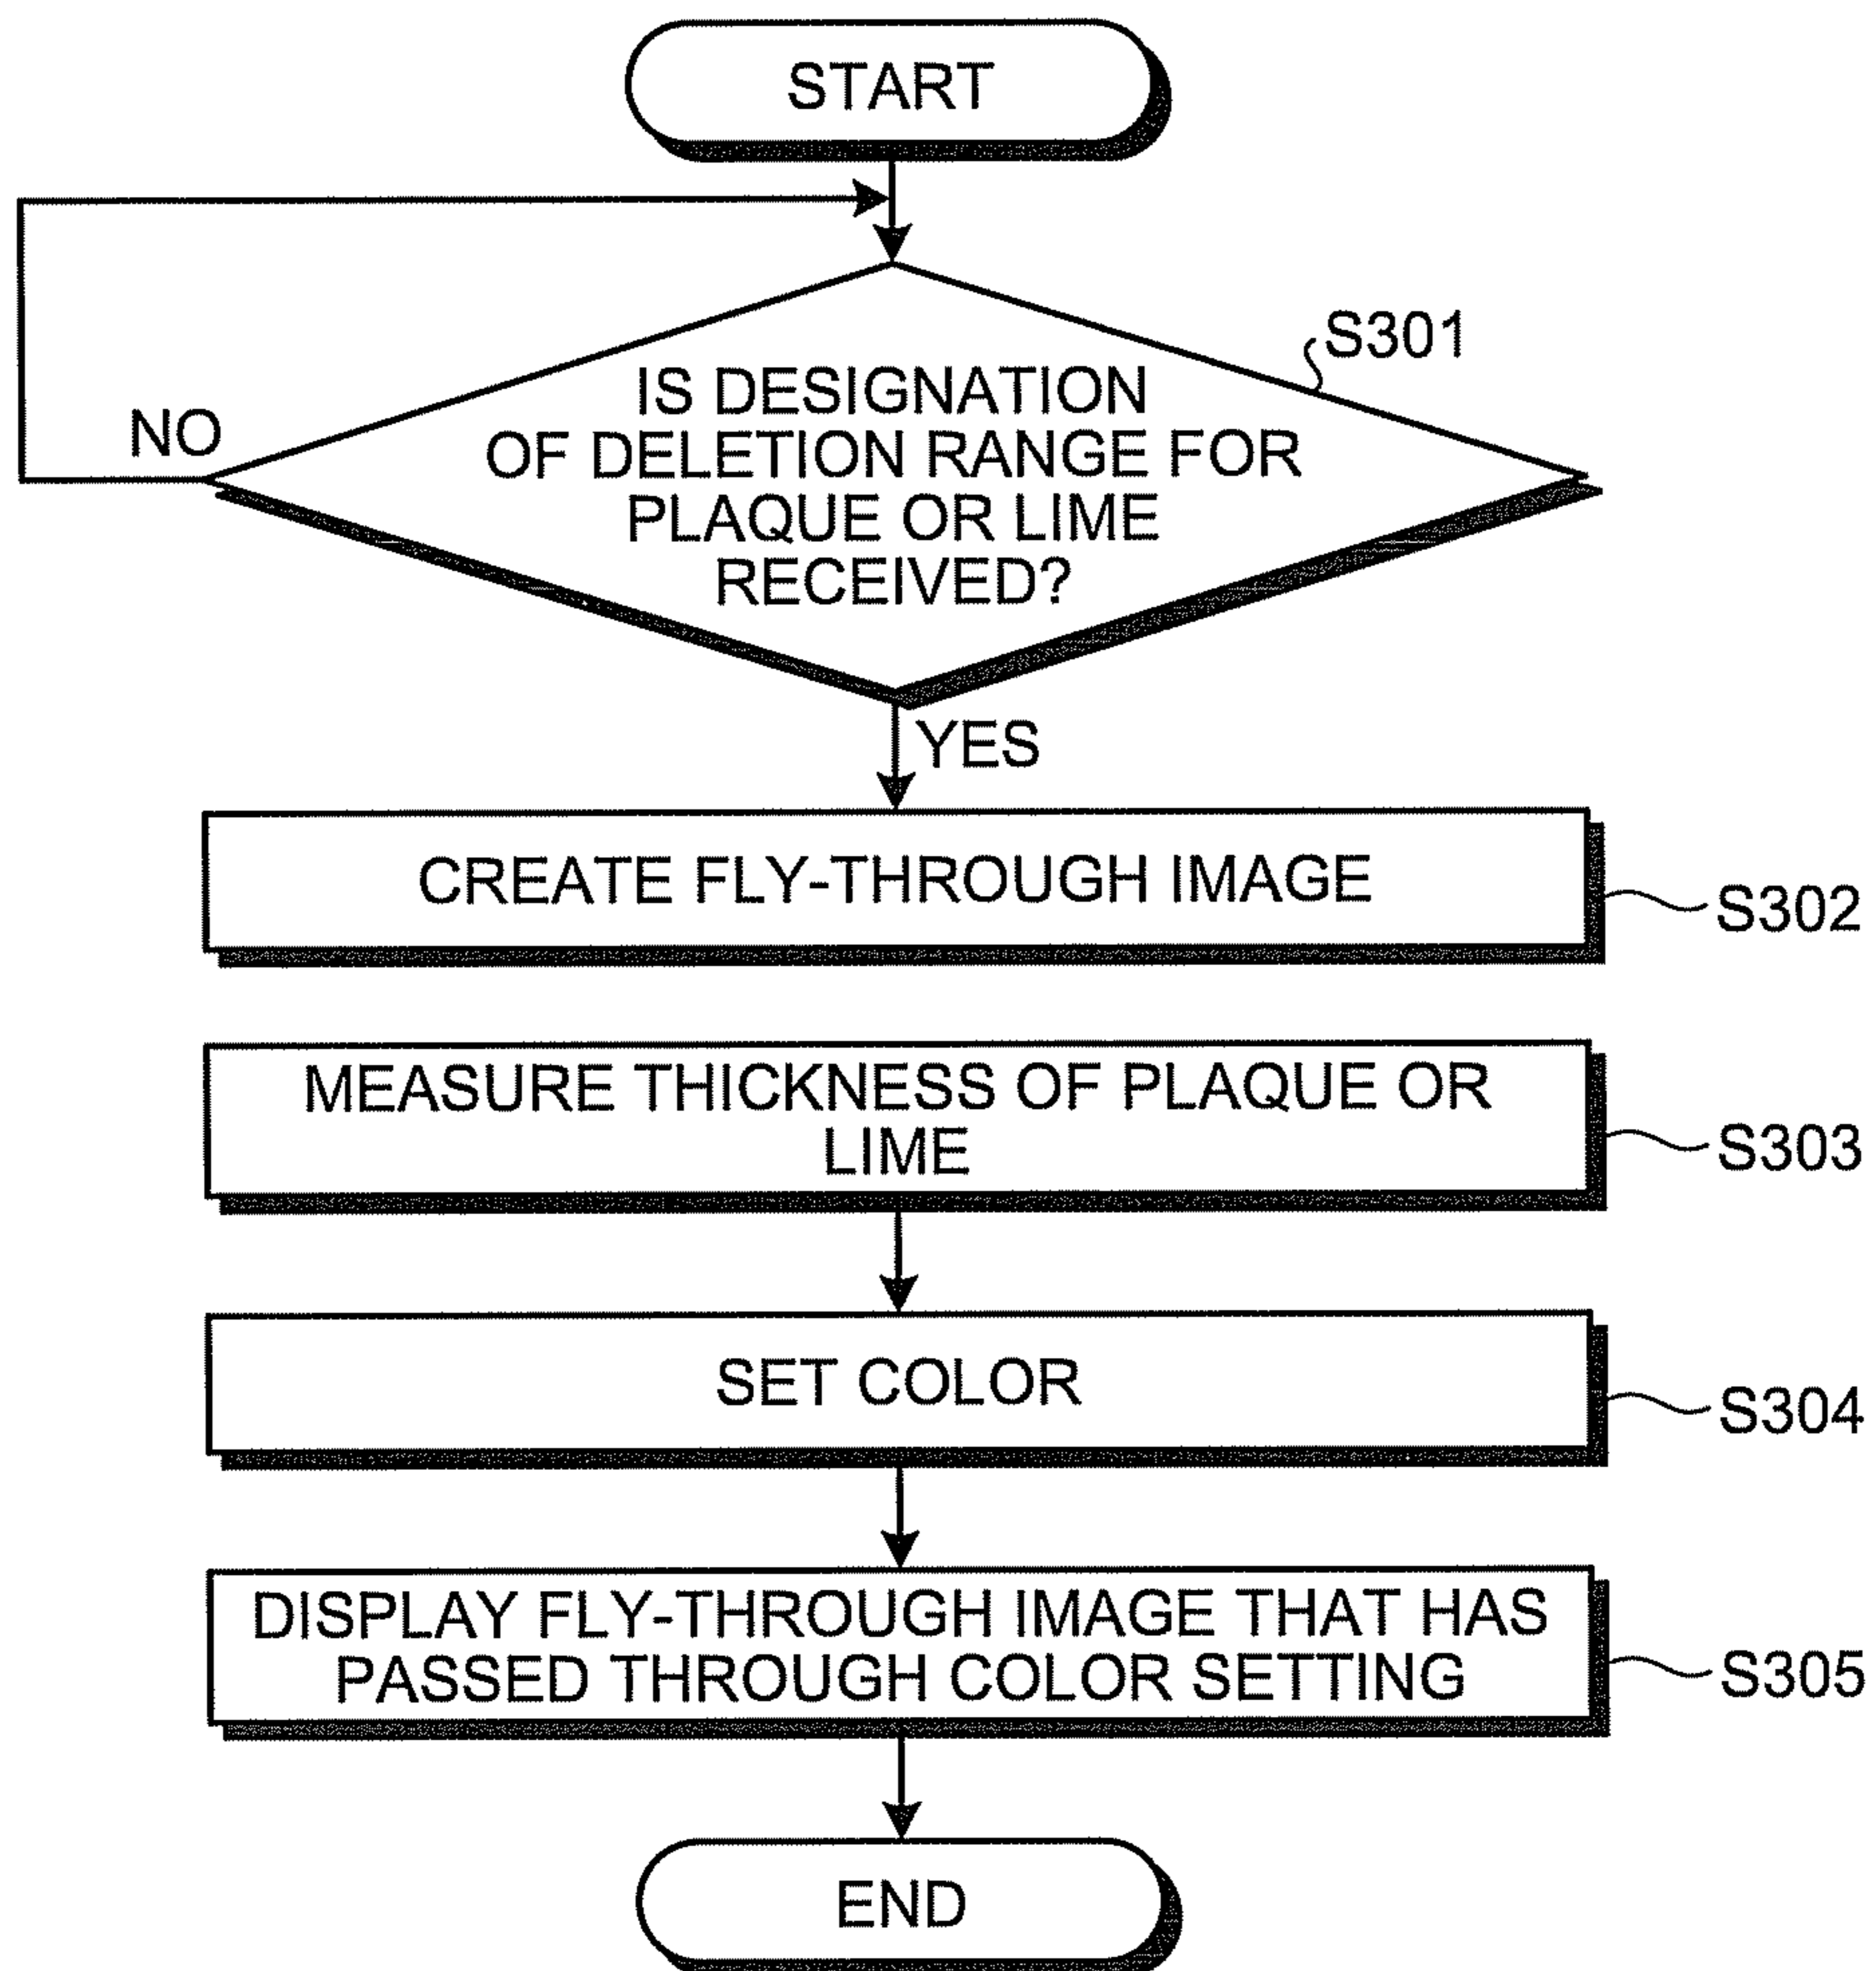 START
S301
IS DESIGNATION
OF DELETION RANGE FOR
PLAQUE OR LIME
RECEIVED?
NO
YES
CREATE FLY-THROUGH IMAGE
S302
MEASURE THICKNESS OF PLAQUE OR
LIME
S303
SET COLOR
S304
DISPLAY FLY-THROUGH IMAGE THAT HAS
PASSED THROUGH COLOR SETTING
S305
END